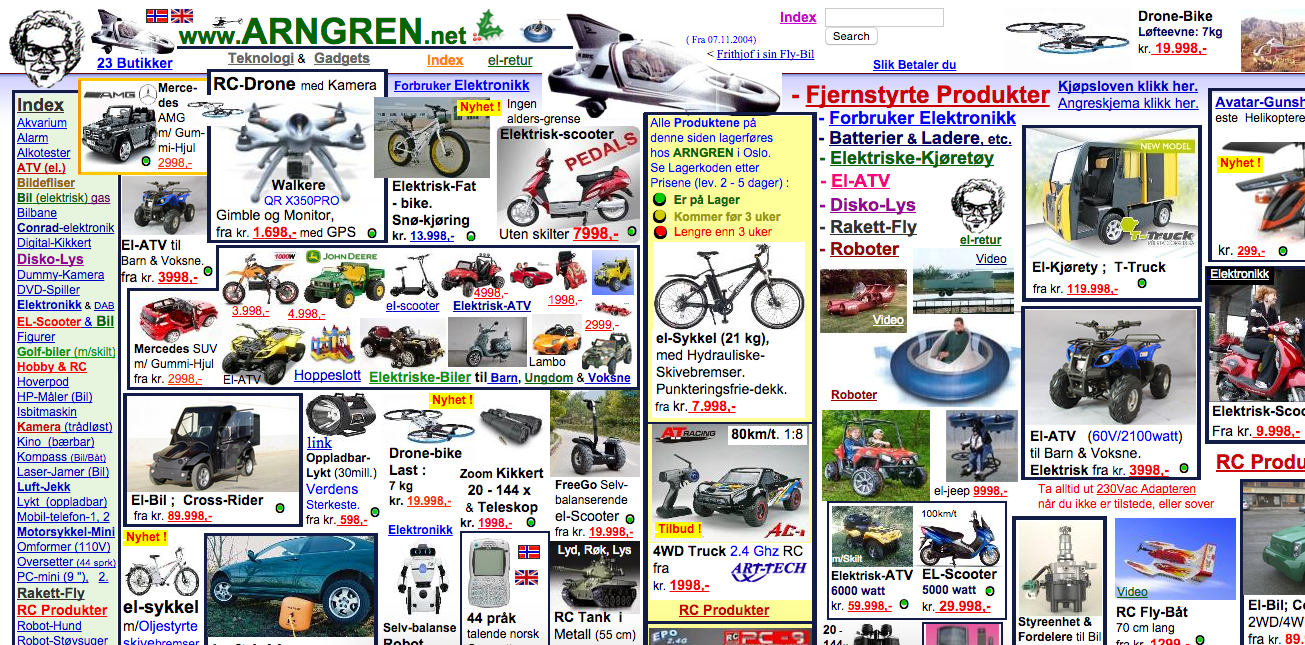 www.ARNGREN.net
23 Butikker
Teknologi & Gadgets
Index
el-retur
( Fra 07.11.2004)
< Frithjof i sin Fly-Bil
Index
Search
Slik Betaler du
Drone-Bike
Løfteevne: 7kg
kr. 19.998,-
Kjøpsloven klikk her.
Angreskjema klikk her.
Index
Akvarium
Alarm
Alkotester
ATV (el.)
Bildefliser
Bil (elektrisk) gass
Bilbane
Conrad-elektronik
Digital-Kikkert
Disko-Lys
Dummy-Kamera
DVD-Spiller
Elektronikk & DAB
EL-Scooter & Bil
Figurer
Golf-biler (m/skilt)
Hobby & RC
Hoverpod
HP-Måler (Bil)
Isbitmaskin
Kamera (trådløst)
Kino (bærbar)
Kompass (Bil/Båt)
Laser-Jamer (Bil)
Luft-Jekk
Lykt (oppladbar)
Mobil-telefon-1, 2
Motorsykkel-Mini
Omformer (110V)
Oversetter (44 sprk)
PC-mini (9 "), 2.
Rakett-Fly
RC Produkter
Robot-Hund
Robot-Støvsuger
AMG
Merce-
des
AMG
m/ Gum-
mi-Hjul
2998,-
RC-Drone med Kamera
Walkere
QR X350PRO
Gimble og Monitor,
fra kr. 1.698,- med GPS
Forbruker Elektronikk
Nyhet !
Elektrisk-Fat
- bike.
Snø-kjøring
kr. 13.998,-
Ingen
alders-grense
Elektrisk-scooter
PEDALS
Uten skilter 7998,-
El-ATV til
Barn & Voksne.
fra kr. 3998,-
1000W
3.998,-
JOHN DEERE
4.998,-
el-scooter
4998,-
Elektrisk-ATV
1998,-
2999,-
Mercedes SUV
m/ Gummi-Hjul
fra kr. 2998,-
El-ATV
Hoppeslott
Lambo
Elektriske-Biler til Barn, Ungdom & Voksne
El-Bil ; Cross-Rider
fra kr. 89.998,-
link
Oppladbar-
Lykt (30mill.)
Verdens
Sterkeste.
fra kr. 598,-
Nyhet !
Drone-bike
Last :
7 kg
kr. 19.998,-
Elektronikk
Zoom Kikkert
20 - 144 x
& Teleskop
kr. 1998,-
FreeGo Selv-
balanserende
el-Scooter
fra kr. 19.998,-
Nyhet !
el-sykkel
m/Oljestyrte
skivebremser
Selv-balanse
Robot
44 pråk
talende norsk
Lyd, Røk, Lys
RC Tank i
Metall (55 cm)
Alle Produktene på
denne siden lagerføres
hos ARNGREN i Oslo.
Se Lagerkoden etter
Prisene (lev. 2 - 5 dager) :
Er på Lager
Kommer før 3 uker
Lengre enn 3 uker
el-Sykkel (21 kg),
med Hydrauliske-
Skivebremser.
Punkteringsfrie-dekk.
fra kr. 7.998,-
AT RACING
80km/t. 1:8
Tilbud !
4WD Truck 2.4 Ghz RC
fra
kr. 1998,-
ART-TECH
RC Produkter
EPO
2.4G
RC PC-9
- Fjernstyrte Produkter
- Forbruker Elektronikk
- Batterier & Ladere, etc.
- Elektriske-Kjøretøy
- El-ATV
- Disko-Lys
- Rakett-Fly
- Roboter
el-retur
Video
Video
Roboter
el-jeep 9998,-
m/Skilt
Elektrisk-ATV
6000 watt
kr. 59.998,-
100km/t
EL-Scooter
5000 watt
kr. 29.998,-
20 -
144x
NEW MODEL
T-Truck
El-Kjørety ; T-Truck
fra kr. 119.998,-
El-ATV (60V/2100watt)
til Barn & Voksne.
Elektrisk fra kr. 3998,-
Ta alltid ut 230Vac Adapteren
når du ikke er tilstede, eller sover
Styreenhet &
Fordelere til Bil
Video
RC Fly-Båt
70 cm lang
fra kr. 1299,-
Avatar-Gunsh
este Helikoptere
Nyhet !
kr. 299,-
Elektronikk
Elektrisk-Scoo
Fra kr. 9.998,-
RC Produ
El-Bil; Co
2WD/4W
fra kr. 89.